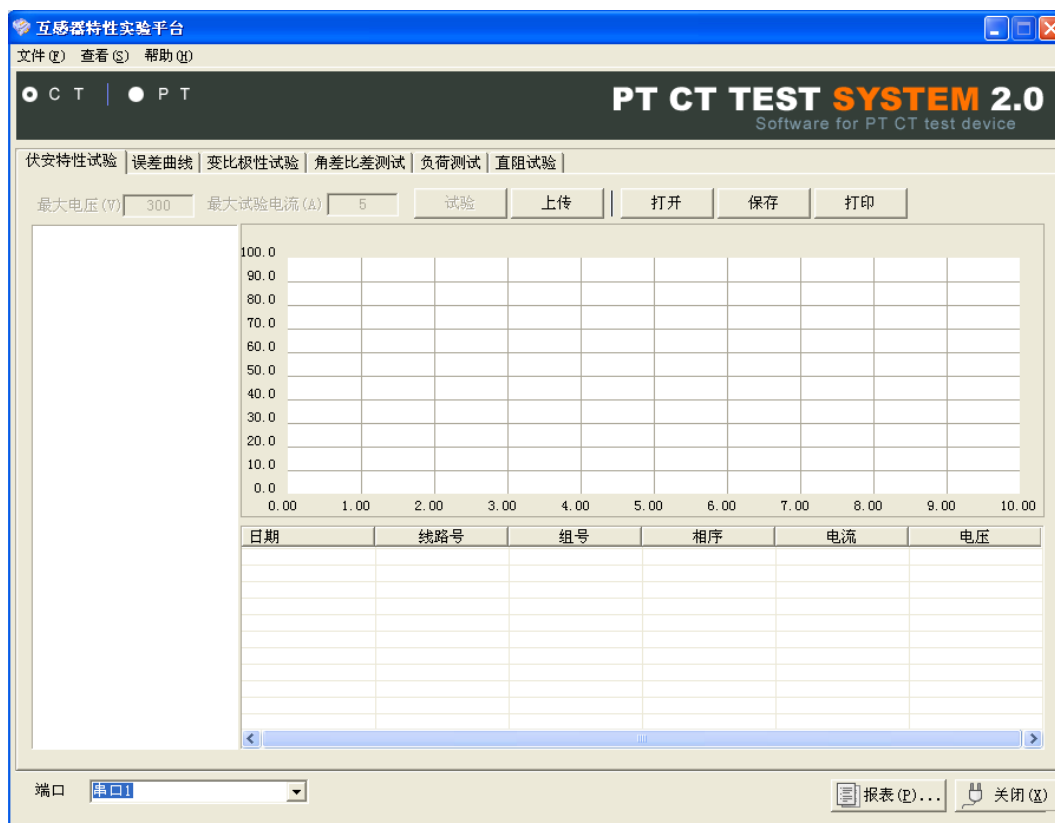 互感器特性实验平台
文件(F) 查看(S) 帮助(H)
C T | P T
PT CT TEST SYSTEM 2.0
Software for PT CT test device
伏安特性试验 误差曲线 变比极性试验 角差比差测试 负荷测试 直阻试验
最大电压(V) 300 最大试验电流(A) 5 试验 上传 打开 保存 打印
100.0
90.0
80.0
70.0
60.0
50.0
40.0
30.0
20.0
10.0
0.0
0.00 1.00 2.00 3.00 4.00 5.00 6.00 7.00 8.00 9.00 10.00
日期 线路号 组号 相序 电流 电压
端口 串口1 报表(P)... 关闭(X)